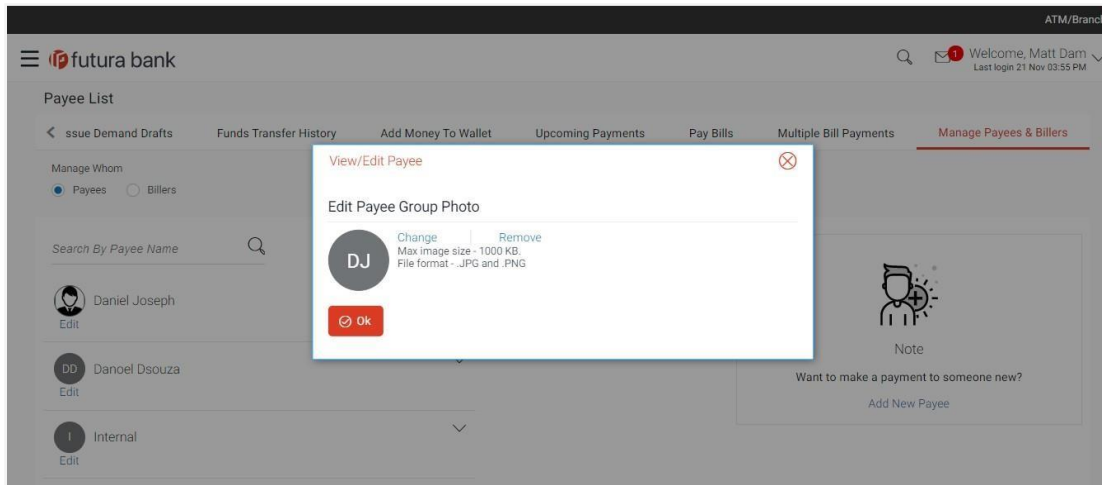 ATM/Branch
futura bank
1
Welcome, Matt Dam
Last login 21 Nov 03:55 PM
Payee List
ssue Demand Drafts Funds Transfer History Add Money To Wallet Upcoming Payments Pay Bills Multiple Bill Payments Manage Payees & Billers
Manage Whom
Payees Billers
View/Edit Payee
Edit Payee Group Photo
DJ
Change Remove
Max image size - 1000 KB.
File format - .JPG and .PNG
Ok
Search By Payee Name
Daniel Joseph
Edit
DD Danoel Dsouza
Edit
I Internal
Edit
Note
Want to make a payment to someone new?
Add New Payee